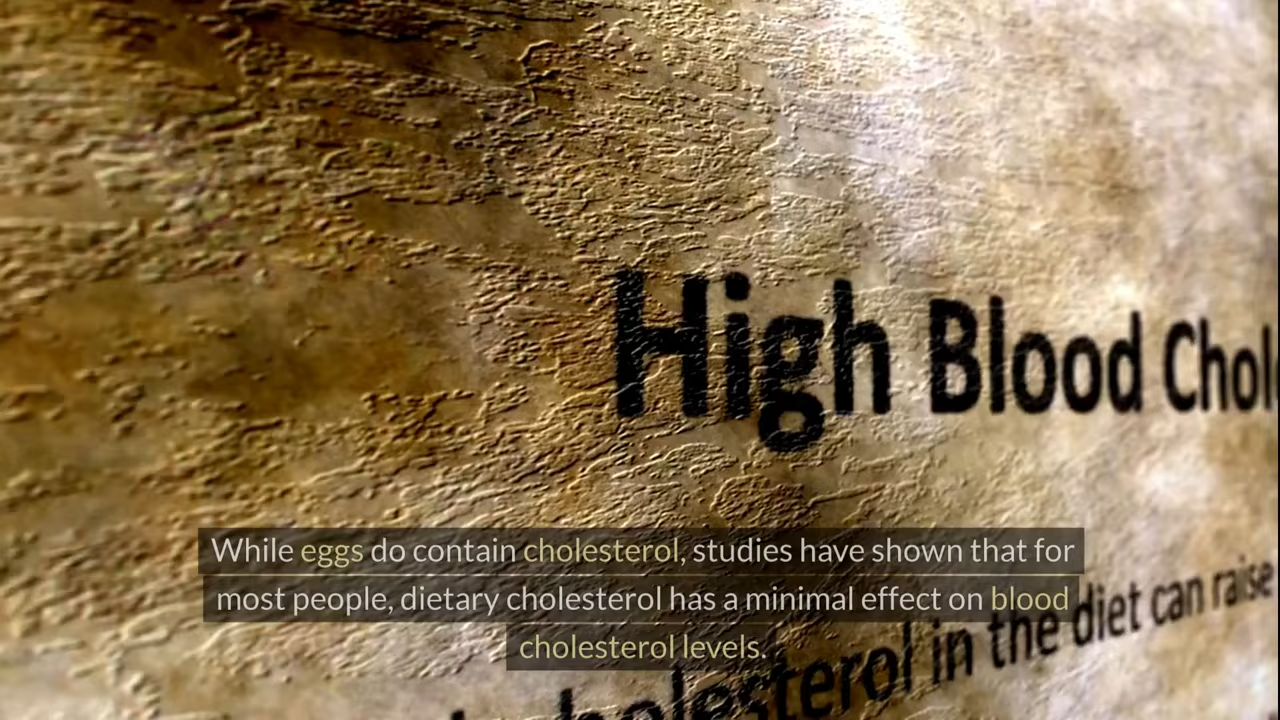 High Blood Chol
While eggs do contain cholesterol, studies have shown that for
most people, dietary cholesterol has a minimal effect on blood
cholesterol levels.
cholesterol in the diet can raise